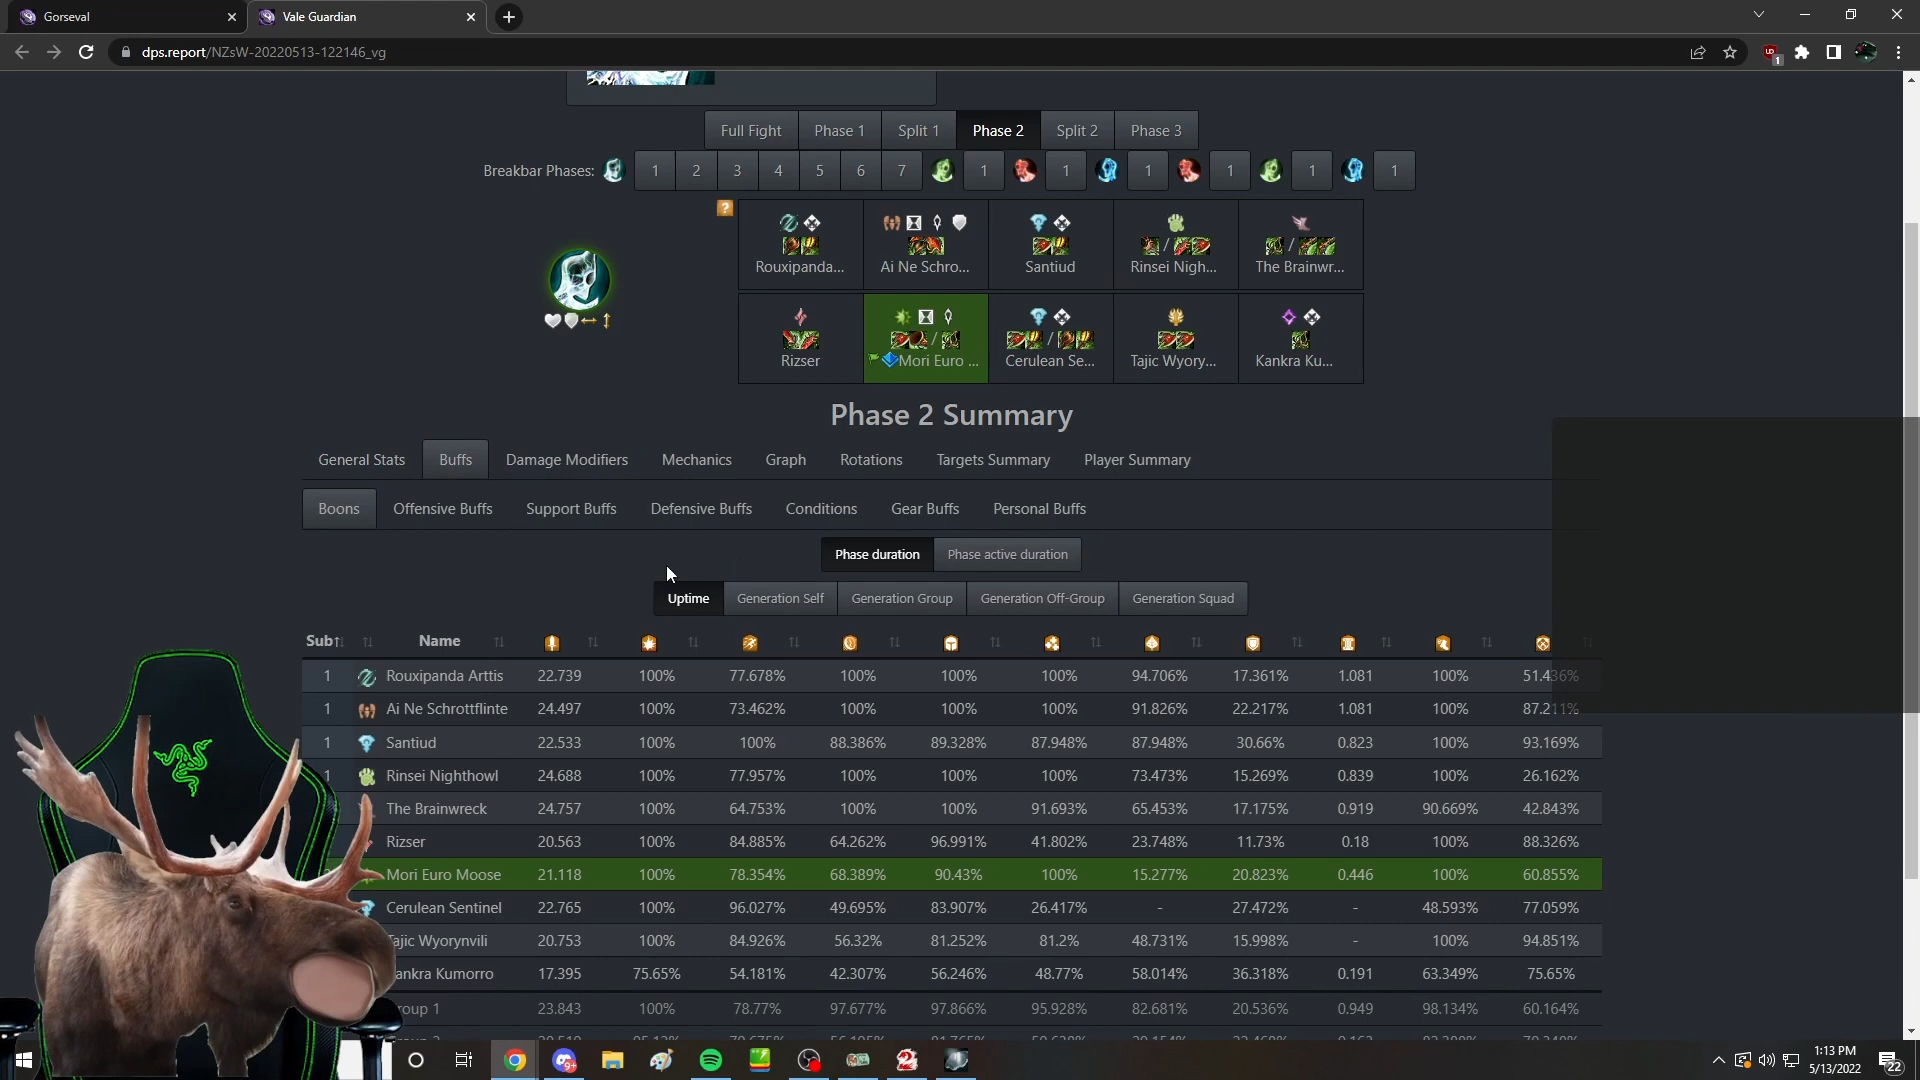 Gorseval
Vale Guardian
dps.report/NZsW-20220513-122146_vg
1
Full Fight Phase 1 Split 1 Phase 2 Split 2 Phase 3
Breakbar Phases: 1 2 3 4 5 6 7 1 1 1 1 1 1
?
Rouxipanda... Ai Ne Schro... Santiud Rinsei Nigh... The Brainwr...
Rizser Mori Euro ... Cerulean Se... Tajic Wyory... Kankra Ku...
Phase 2 Summary
General Stats Buffs Damage Modifiers Mechanics Graph Rotations Targets Summary Player Summary
Boons Offensive Buffs Support Buffs Defensive Buffs Conditions Gear Buffs Personal Buffs
Phase duration Phase active duration
Uptime Generation Self Generation Group Generation Off-Group Generation Squad
Sub Name
1 Rouxipanda Arttis 22.739 100% 77.678% 100% 100% 100% 94.706% 17.361% 1.081 100% 51.436%
1 Ai Ne Schrottflinte 24.497 100% 73.462% 100% 100% 100% 91.826% 22.217% 1.081 100% 87.211%
1 Santiud 22.533 100% 100% 88.386% 89.328% 87.948% 87.948% 30.66% 0.823 100% 93.169%
1 Rinsei Nighthowl 24.688 100% 77.957% 100% 100% 100% 73.473% 15.269% 0.839 100% 26.162%
The Brainwreck 24.757 100% 64.753% 100% 100% 91.693% 65.453% 17.175% 0.919 90.669% 42.843%
Rizser 20.563 100% 84.885% 64.262% 96.991% 41.802% 23.748% 11.73% 0.18 100% 88.326%
Mori Euro Moose 21.118 100% 78.354% 68.389% 90.43% 100% 15.277% 20.823% 0.446 100% 60.855%
Cerulean Sentinel 22.765 100% 96.027% 49.695% 83.907% 26.417% - 27.472% - 48.593% 77.059%
ajic Wyorynvili 20.753 100% 84.926% 56.32% 81.252% 81.2% 48.731% 15.998% - 100% 94.851%
ankra Kumorro 17.395 75.65% 54.181% 42.307% 56.246% 48.77% 58.014% 36.318% 0.191 63.349% 75.65%
roup 1 23.843 100% 78.77% 97.677% 97.866% 95.928% 82.681% 20.536% 0.949 98.134% 60.164%
1:13 PM
5/13/2022
22